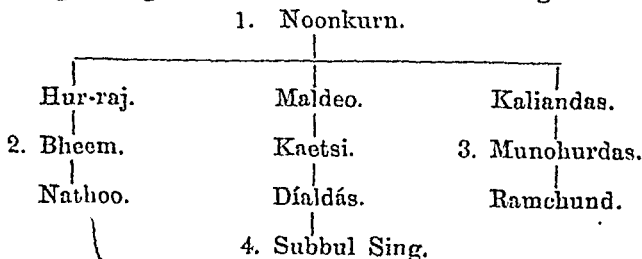 1. Noonkurn.
Hur-raj. Maldeo. Kaliandas.
2. Bheem. Kaetsi. 3. Munohurdas.
Nathoo. Díaldás. Ramchund.
4. Subbul Sing.